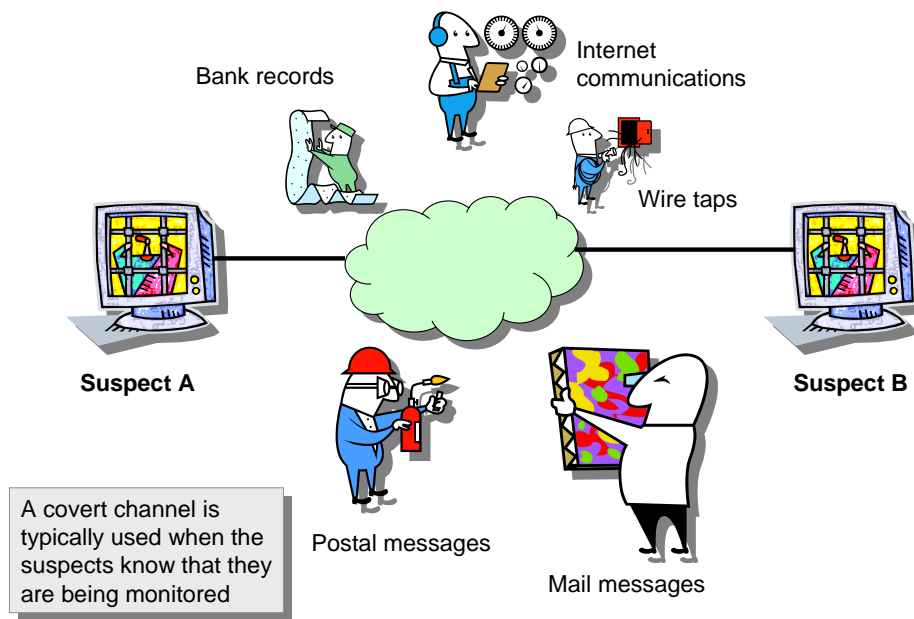 Internet
communications
Bank records
Wire taps
Suspect A
Suspect B
A covert channel is
typically used when the
suspects know that they
are being monitored
Postal messages
Mail messages